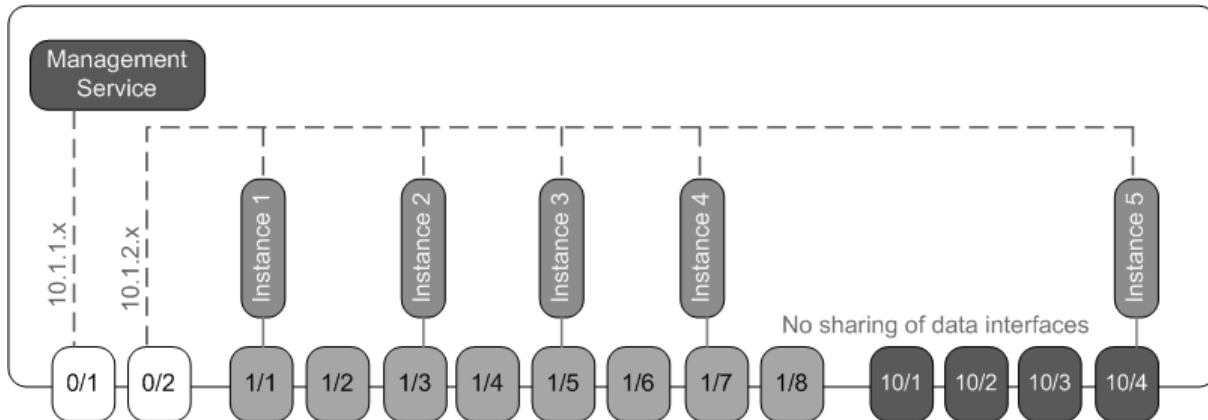 Management
Service
10.1.1.x
10.1.2.x
Instance 1
Instance 2
Instance 3
Instance 4
Instance 5
No sharing of data interfaces
0/1
0/2
1/1
1/2
1/3
1/4
1/5
1/6
1/7
1/8
10/1
10/2
10/3
10/4